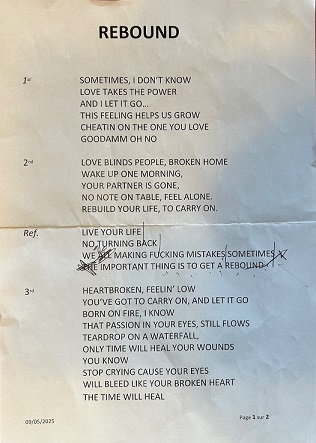 REBOUND
1st
SOMETIMES, I DON'T KNOW
LOVE TAKES THE POWER
AND I LET IT GO...
THIS FEELING HELPS US GROW
CHEATIN ON THE ONE YOU LOVE
GOODAMM OH NO
2nd
LOVE BLINDS PEOPLE, BROKEN HOME
WAKE UP ONE MORNING,
YOUR PARTNER IS GONE,
NO NOTE ON TABLE, FEEL ALONE.
REBUILD YOUR LIFE, TO CARRY ON.
Ref.
LIVE YOUR LIFE
NO TURNING BACK
WE MAKING FUCKING MISTAKES SOMETIMES
IMPORTANT THING IS TO GET A REBOUND
3rd
HEARTBROKEN, FEELIN' LOW
YOU'VE GOT TO CARRY ON, AND LET IT GO
BORN ON FIRE, I KNOW
THAT PASSION IN YOUR EYES, STILL FLOWS
TEARDROP ON A WATERFALL,
ONLY TIME WILL HEAL YOUR WOUNDS
YOU KNOW
STOP CRYING CAUSE YOUR EYES
WILL BLEED LIKE YOUR BROKEN HEART
THE TIME WILL HEAL
09/05/2025 Page 1 sur 2